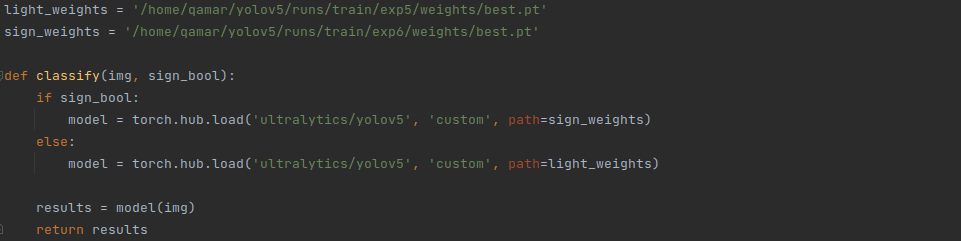 light_weights = '/home/qamar/yolov5/runs/train/exp5/weights/best.pt'
sign_weights = '/home/qamar/yolov5/runs/train/exp6/weights/best.pt'

def classify(img, sign_bool):
    if sign_bool:
        model = torch.hub.load('ultralytics/yolov5', 'custom', path=sign_weights)
    else:
        model = torch.hub.load('ultralytics/yolov5', 'custom', path=light_weights)

    results = model(img)
    return results